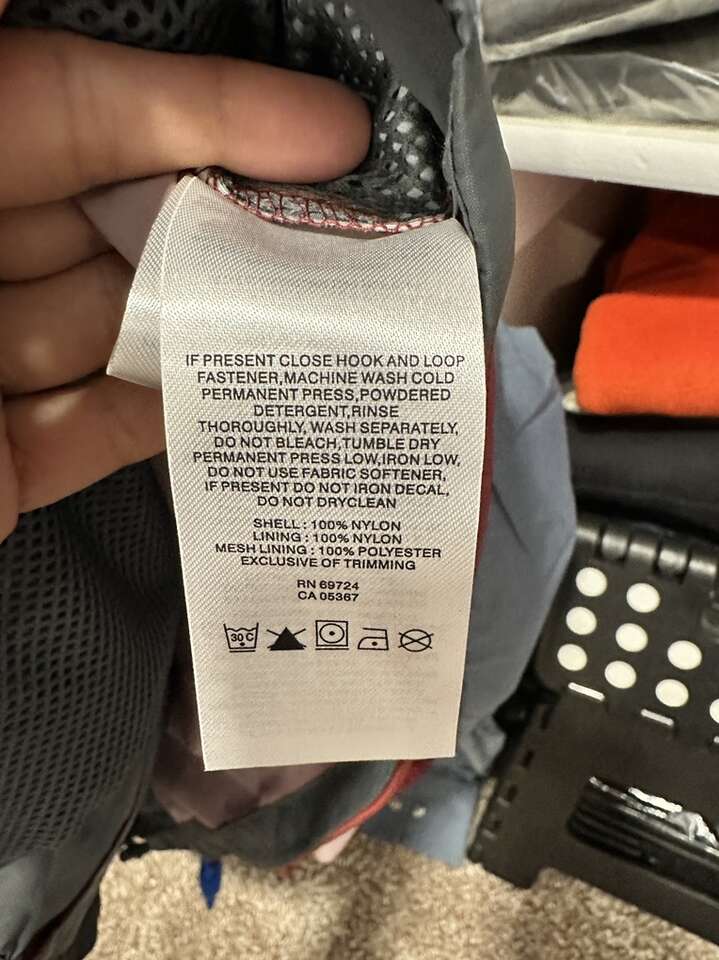 IF PRESENT CLOSE HOOK AND LOOP
FASTENER,MACHINE WASH COLD
PERMANENT PRESS,POWDERED
DETERGENT,RINSE
THOROUGHLY, WASH SEPARATELY,
DO NOT BLEACH,TUMBLE DRY
PERMANENT PRESS LOW,IRON LOW,
DO NOT USE FABRIC SOFTENER,
IF PRESENT DO NOT IRON DECAL,
DO NOT DRYCLEAN
SHELL : 100% NYLON
LINING : 100% NYLON
MESH LINING : 100% POLYESTER
EXCLUSIVE OF TRIMMING
RN 69724
CA 05367
30 C